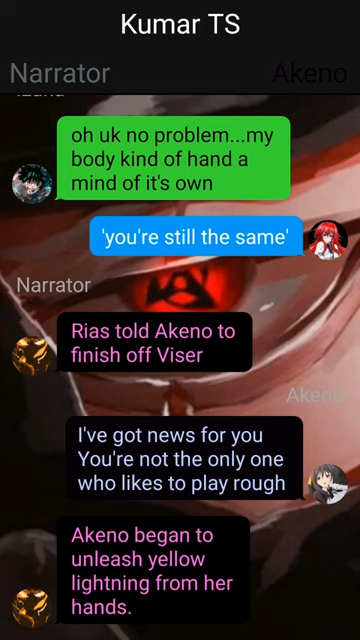 Kumar TS
Narrator
Akeno
oh uk no problem...my
body kind of hand a
mind of it's own
'you're still the same'
Narrator
Rias told Akeno to
finish off Viser
Akeno
I've got news for you
You're not the only one
who likes to play rough
Akeno began to
unleash yellow
lightning from her
hands.